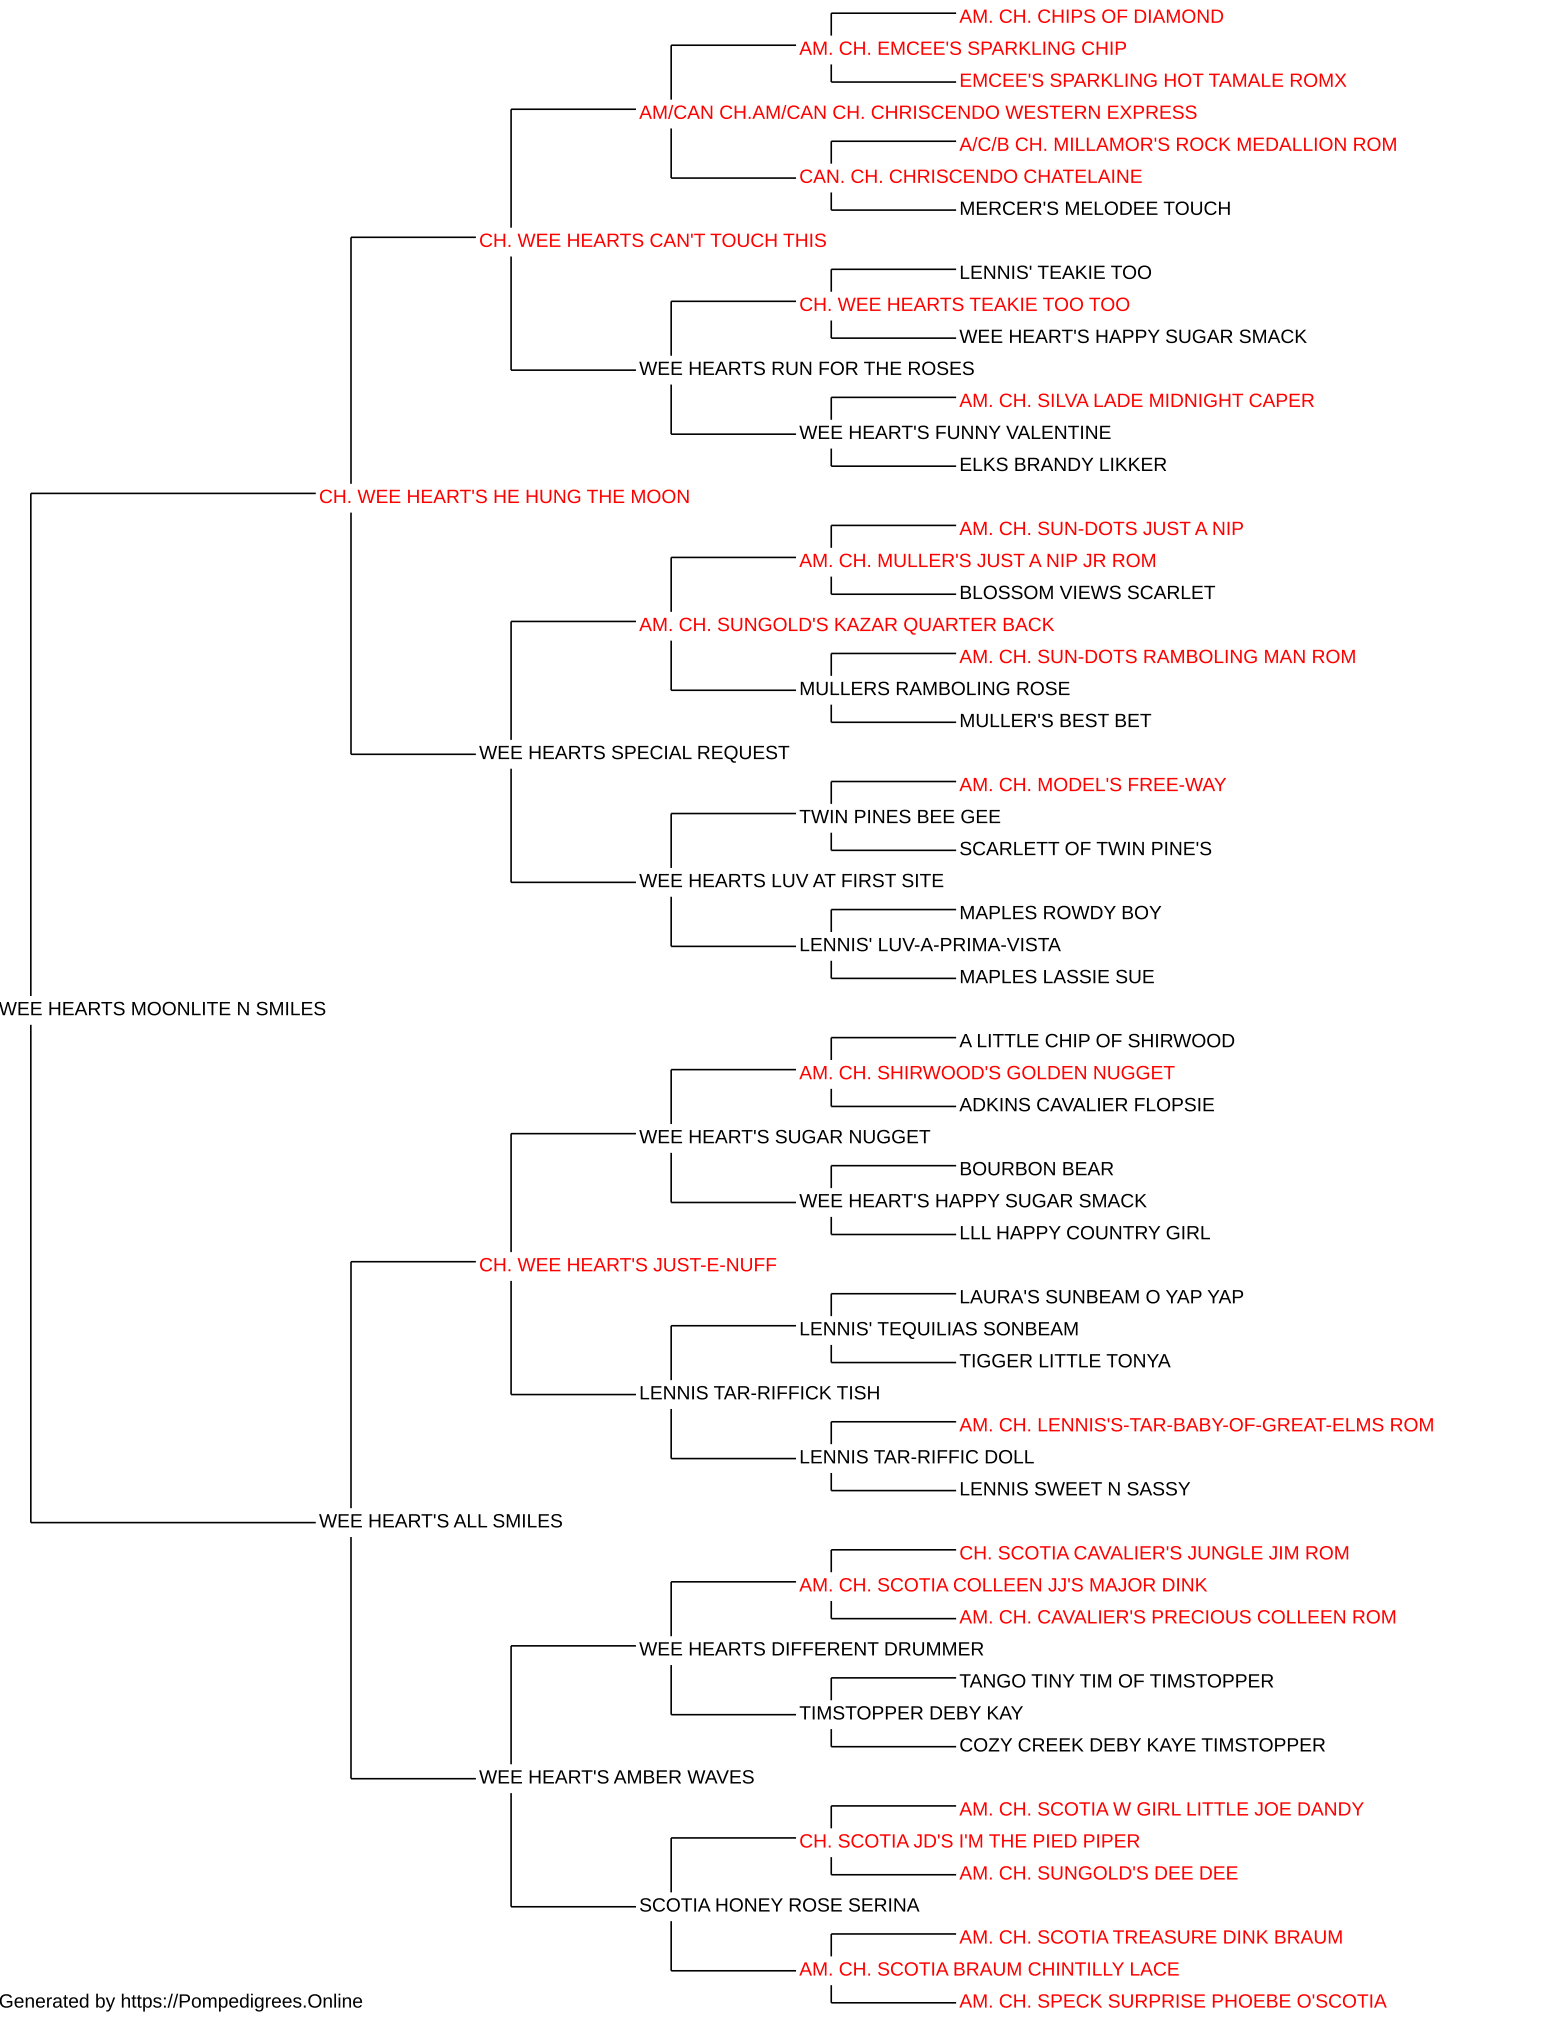 AM. CH. CHIPS OF DIAMOND
AM. CH. EMCEE'S SPARKLING CHIP
EMCEE'S SPARKLING HOT TAMALE ROMX
AM/CAN CH.AM/CAN CH. CHRISCENDO WESTERN EXPRESS
A/C/B CH. MILLAMOR'S ROCK MEDALLION ROM
CAN. CH. CHRISCENDO CHATELAINE
MERCER'S MELODEE TOUCH
CH. WEE HEARTS CAN'T TOUCH THIS
LENNIS' TEAKIE TOO
CH. WEE HEARTS TEAKIE TOO TOO
WEE HEART'S HAPPY SUGAR SMACK
WEE HEARTS RUN FOR THE ROSES
AM. CH. SILVA LADE MIDNIGHT CAPER
WEE HEART'S FUNNY VALENTINE
ELKS BRANDY LIKKER
CH. WEE HEART'S HE HUNG THE MOON
AM. CH. SUN-DOTS JUST A NIP
AM. CH. MULLER'S JUST A NIP JR ROM
BLOSSOM VIEWS SCARLET
AM. CH. SUNGOLD'S KAZAR QUARTER BACK
AM. CH. SUN-DOTS RAMBOLING MAN ROM
MULLERS RAMBOLING ROSE
MULLER'S BEST BET
WEE HEARTS SPECIAL REQUEST
AM. CH. MODEL'S FREE-WAY
TWIN PINES BEE GEE
SCARLETT OF TWIN PINE'S
WEE HEARTS LUV AT FIRST SITE
MAPLES ROWDY BOY
LENNIS' LUV-A-PRIMA-VISTA
MAPLES LASSIE SUE
WEE HEARTS MOONLITE N SMILES
A LITTLE CHIP OF SHIRWOOD
AM. CH. SHIRWOOD'S GOLDEN NUGGET
ADKINS CAVALIER FLOPSIE
WEE HEART'S SUGAR NUGGET
BOURBON BEAR
WEE HEART'S HAPPY SUGAR SMACK
LLL HAPPY COUNTRY GIRL
CH. WEE HEART'S JUST-E-NUFF
LAURA'S SUNBEAM O YAP YAP
LENNIS' TEQUILIAS SONBEAM
TIGGER LITTLE TONYA
LENNIS TAR-RIFFICK TISH
AM. CH. LENNIS'S-TAR-BABY-OF-GREAT-ELMS ROM
LENNIS TAR-RIFFIC DOLL
LENNIS SWEET N SASSY
WEE HEART'S ALL SMILES
CH. SCOTIA CAVALIER'S JUNGLE JIM ROM
AM. CH. SCOTIA COLLEEN JJ'S MAJOR DINK
AM. CH. CAVALIER'S PRECIOUS COLLEEN ROM
WEE HEARTS DIFFERENT DRUMMER
TANGO TINY TIM OF TIMSTOPPER
TIMSTOPPER DEBY KAY
COZY CREEK DEBY KAYE TIMSTOPPER
WEE HEART'S AMBER WAVES
AM. CH. SCOTIA W GIRL LITTLE JOE DANDY
CH. SCOTIA JD'S I'M THE PIED PIPER
AM. CH. SUNGOLD'S DEE DEE
SCOTIA HONEY ROSE SERINA
AM. CH. SCOTIA TREASURE DINK BRAUM
AM. CH. SCOTIA BRAUM CHINTILLY LACE
AM. CH. SPECK SURPRISE PHOEBE O'SCOTIA
Generated by https://Pompedigrees.Online